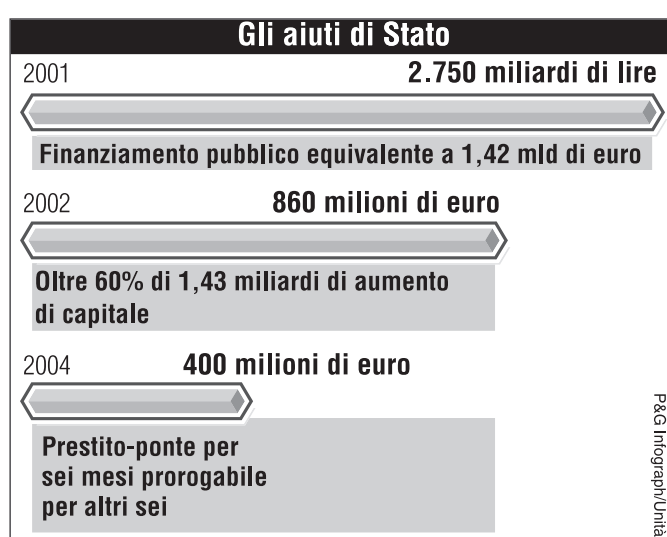 Gli aiuti di Stato
2001
2.750 miliardi di lire
Finanziamento pubblico equivalente a 1,42 mld di euro
2002
860 milioni di euro
Oltre 60% di 1,43 miliardi di aumento
di capitale
2004
400 milioni di euro
Prestito-ponte per
sei mesi prorogabile
per altri sei
P&G Infograph/Unità